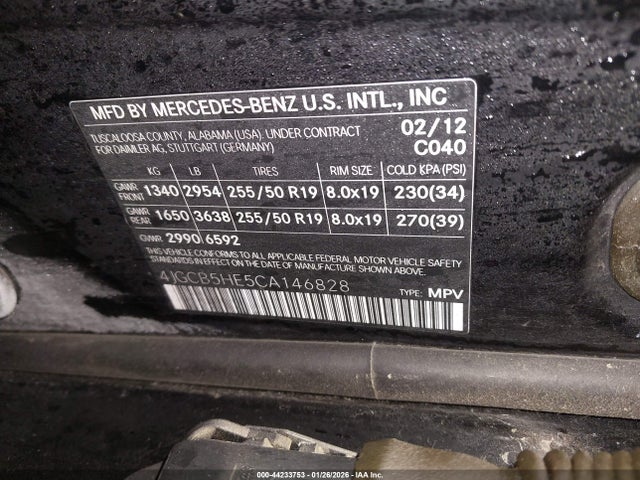 MFD BY MERCEDES-BENZ U.S. INTL., INC
TUSCALOOSA COUNTY, ALABAMA (USA). UNDER CONTRACT
FOR DAIMLER AG, STUTTGART (GERMANY)
02/12
C040
KG LB TIRES RIM SIZE COLD KPA (PSI)
GAWR FRONT 1340 2954 255/50 R19 8.0x19 230(34)
GAWR REAR 1650 3638 255/50 R19 8.0x19 270(39)
GVWR 2990 6592
THIS VEHICLE CONFORMS TO ALL APPLICABLE FEDERAL MOTOR VEHICLE SAFETY
STANDARDS IN EFFECT ON THE DATE OF MANUFACTURE SHOWN ABOVE.
4JGCB5HE5CA146828
TYPE: MPV
000-44233753 - 01/26/2026 - IAA Inc.